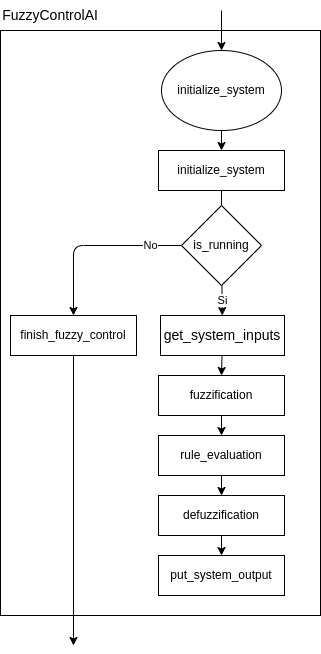 FuzzyControlAI
initialize_system
initialize_system
is_running
No
Si
finish_fuzzy_control
get_system_inputs
fuzzification
rule_evaluation
defuzzification
put_system_output